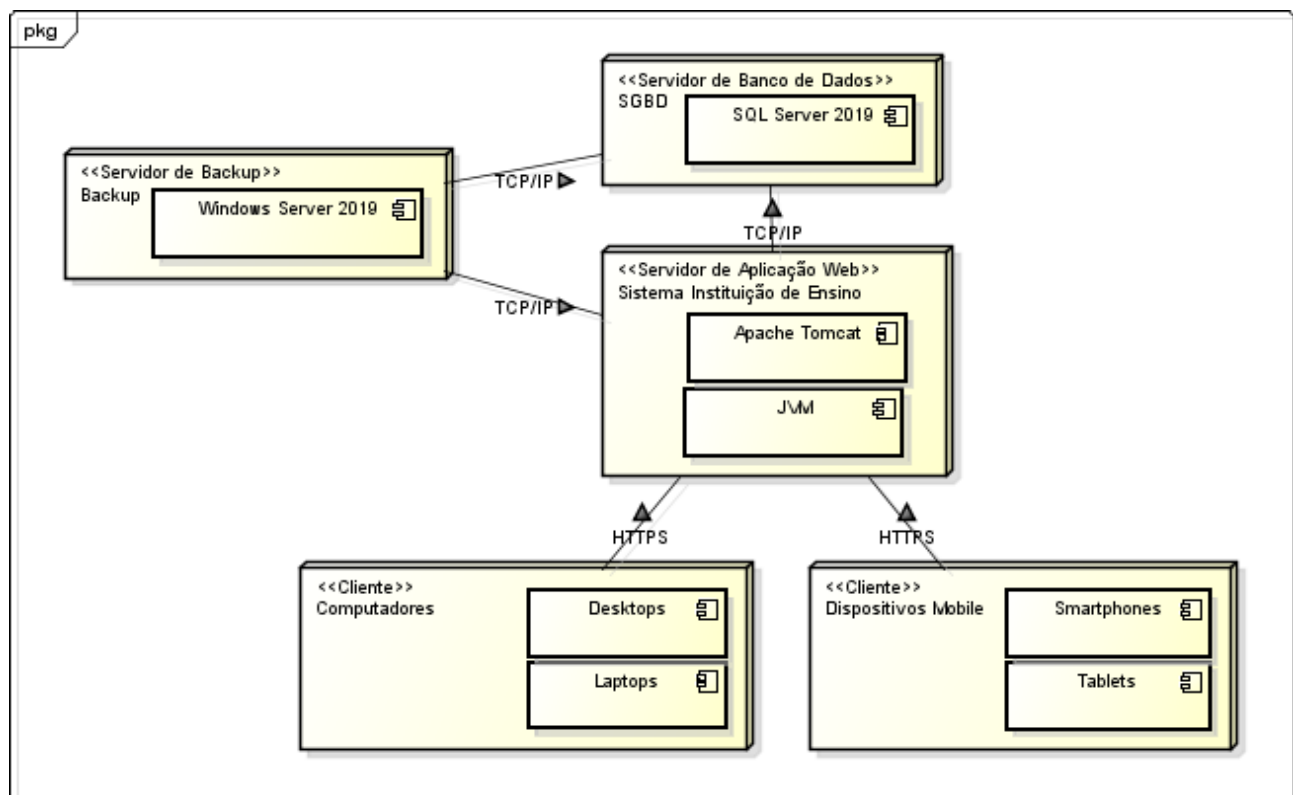 pkg
<<Servidor de Banco de Dados>>
SGBD
SQL Server 2019
<<Servidor de Backup>>
Backup
Windows Server 2019
TCP/IP
TCP/IP
<<Servidor de Aplicação Web>>
Sistema Instituição de Ensino
TCP/IP
Apache Tomcat
JVM
HTTPS
HTTPS
<<Cliente>>
Computadores
Desktops
Laptops
<<Cliente>>
Dispositivos Mobile
Smartphones
Tablets